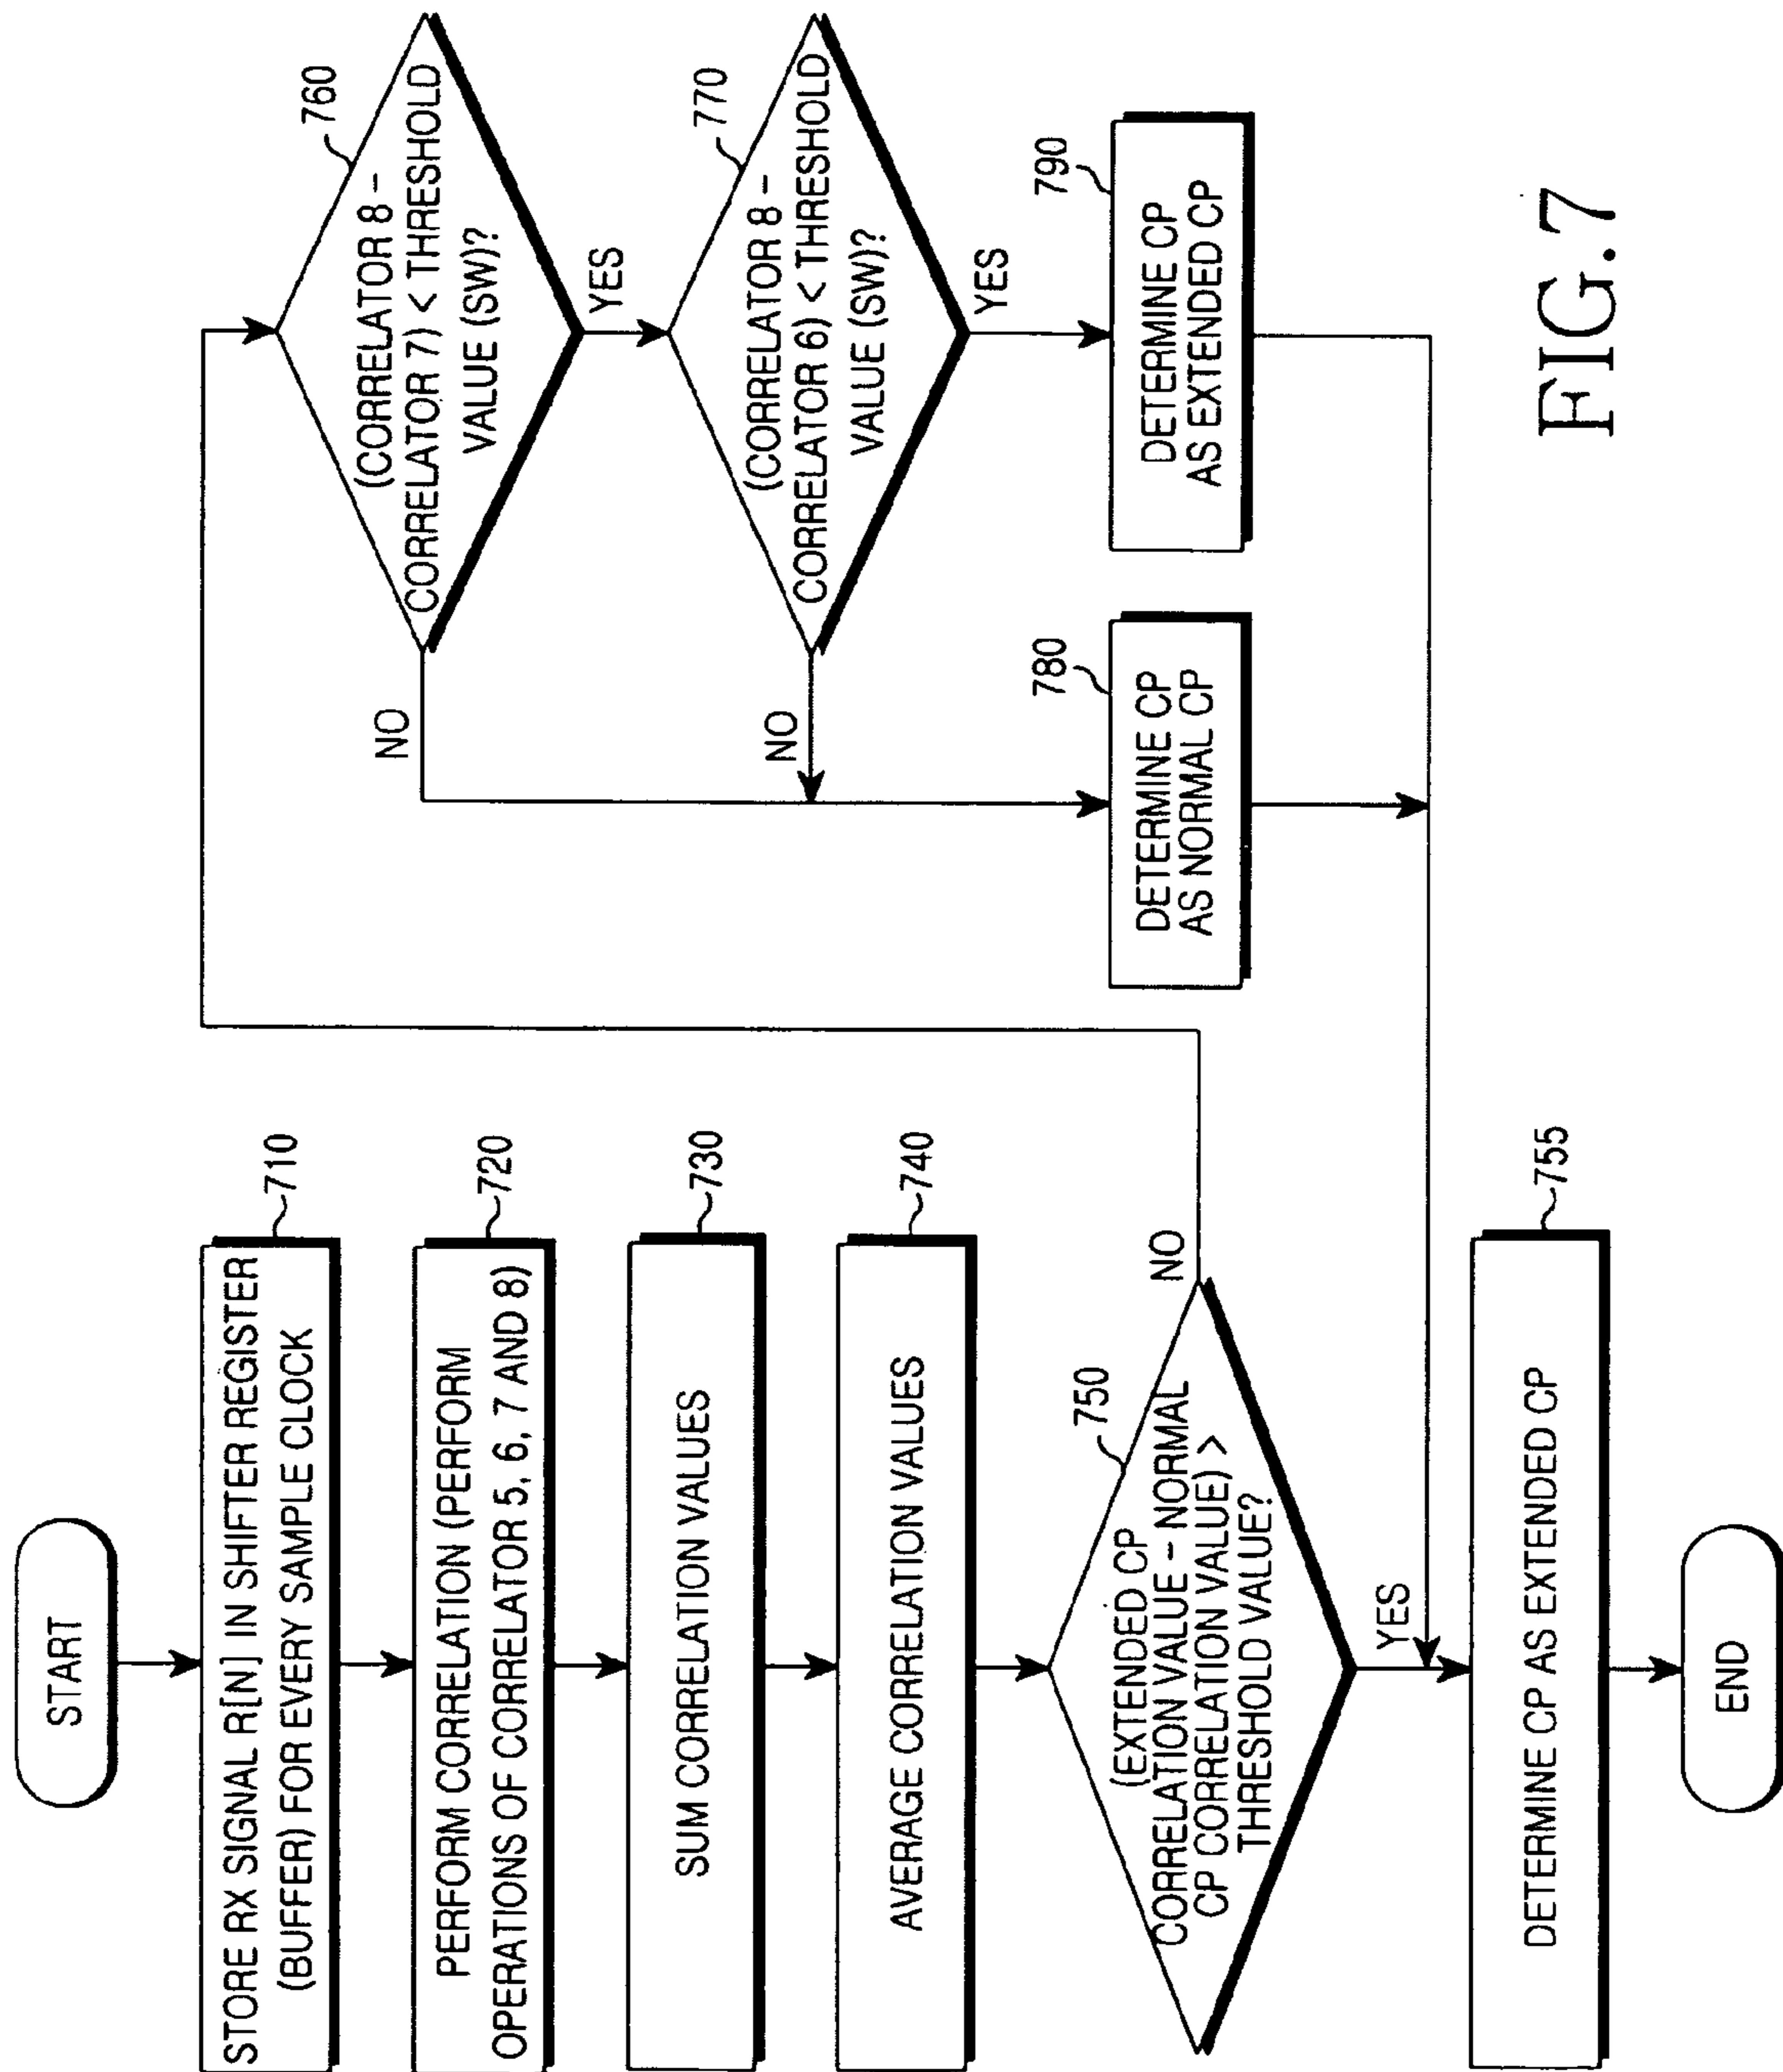 START
STORE RX SIGNAL R[N] IN SHIFTER REGISTER
(BUFFER) FOR EVERY SAMPLE CLOCK
710
PERFORM CORRELATION (PERFORM
OPERATIONS OF CORRELATOR 5, 6, 7 AND 8)
720
SUM CORRELATION VALUES
730
AVERAGE CORRELATION VALUES
740
750
(EXTENDED CP
CORRELATION VALUE – NORMAL
CP CORRELATION VALUE) >
THRESHOLD VALUE?
NO
YES
DETERMINE CP AS EXTENDED CP
755
END
760
(CORRELATOR 8 –
CORRELATOR 7) < THRESHOLD
VALUE (SW)?
NO
YES
770
(CORRELATOR 8 –
CORRELATOR 6) < THRESHOLD
VALUE (SW)?
NO
YES
780
DETERMINE CP
AS NORMAL CP
790
DETERMINE CP
AS EXTENDED CP
FIG.7